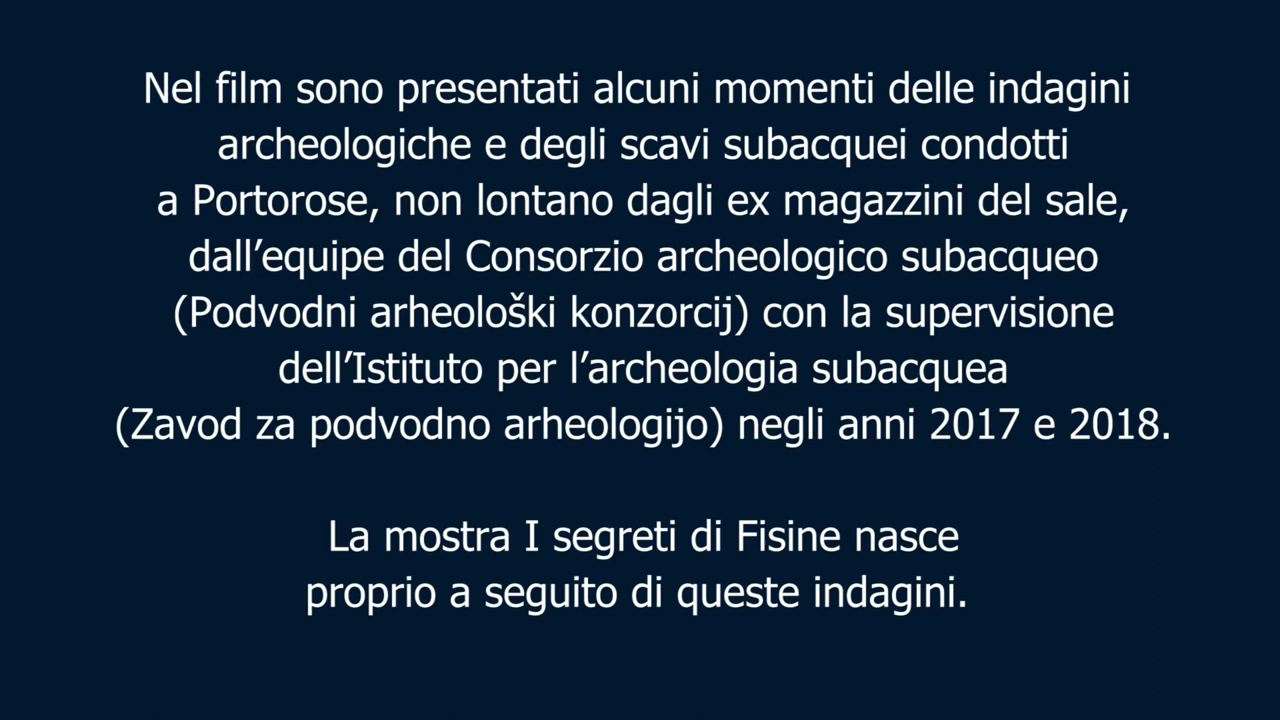 Nel film sono presentati alcuni momenti delle indagini
archeologiche e degli scavi subacquei condotti
a Portorose, non lontano dagli ex magazzini del sale,
dall’equipe del Consorzio archeologico subacqueo
(Podvodni arheološki konzorcij) con la supervisione
dell’Istituto per l’archeologia subacquea
(Zavod za podvodno arheologijo) negli anni 2017 e 2018.
La mostra I segreti di Fisine nasce
proprio a seguito di queste indagini.